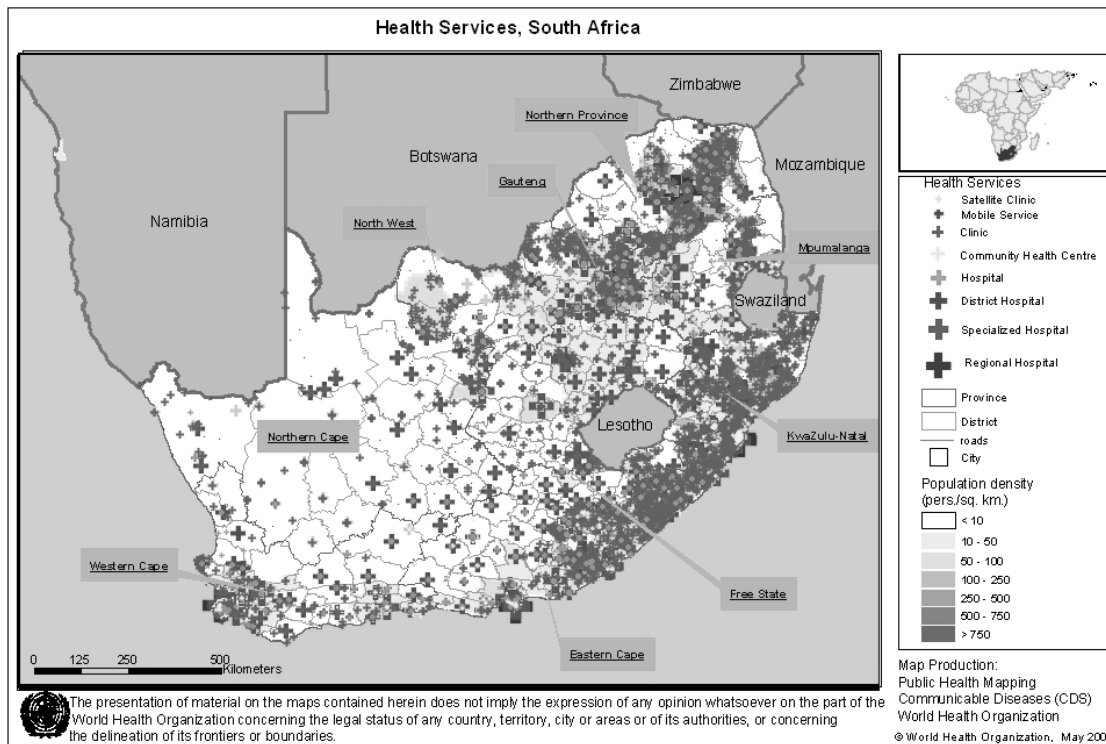 Health Services, South Africa
Zimbabwe
Northern Province
Botswana
Mozambique
Gauteng
Namibia
North West
Mpumalanga
Swaziland
Lesotho
Northern Cape
KwaZulu-Natal
Western Cape
Free State
Eastern Cape
0 125 250 500
Kilometers
Health Services
Satellite Clinic
Mobile Service
Clinic
Community Health Centre
Hospital
District Hospital
Specialized Hospital
Regional Hospital
Province
District
roads
City
Population density
(pers./sq. km.)
< 10
10 - 50
50 - 100
100 - 250
250 - 500
500 - 750
> 750
Map Production:
Public Health Mapping
Communicable Diseases (CDS)
World Health Organization
© World Health Organization, May 200
The presentation of material on the maps contained herein does not imply the expression of any opinion whatsoever on the part of the
World Health Organization concerning the legal status of any country, territory, city or areas or of its authorities, or concerning
the delineation of its frontiers or boundaries.